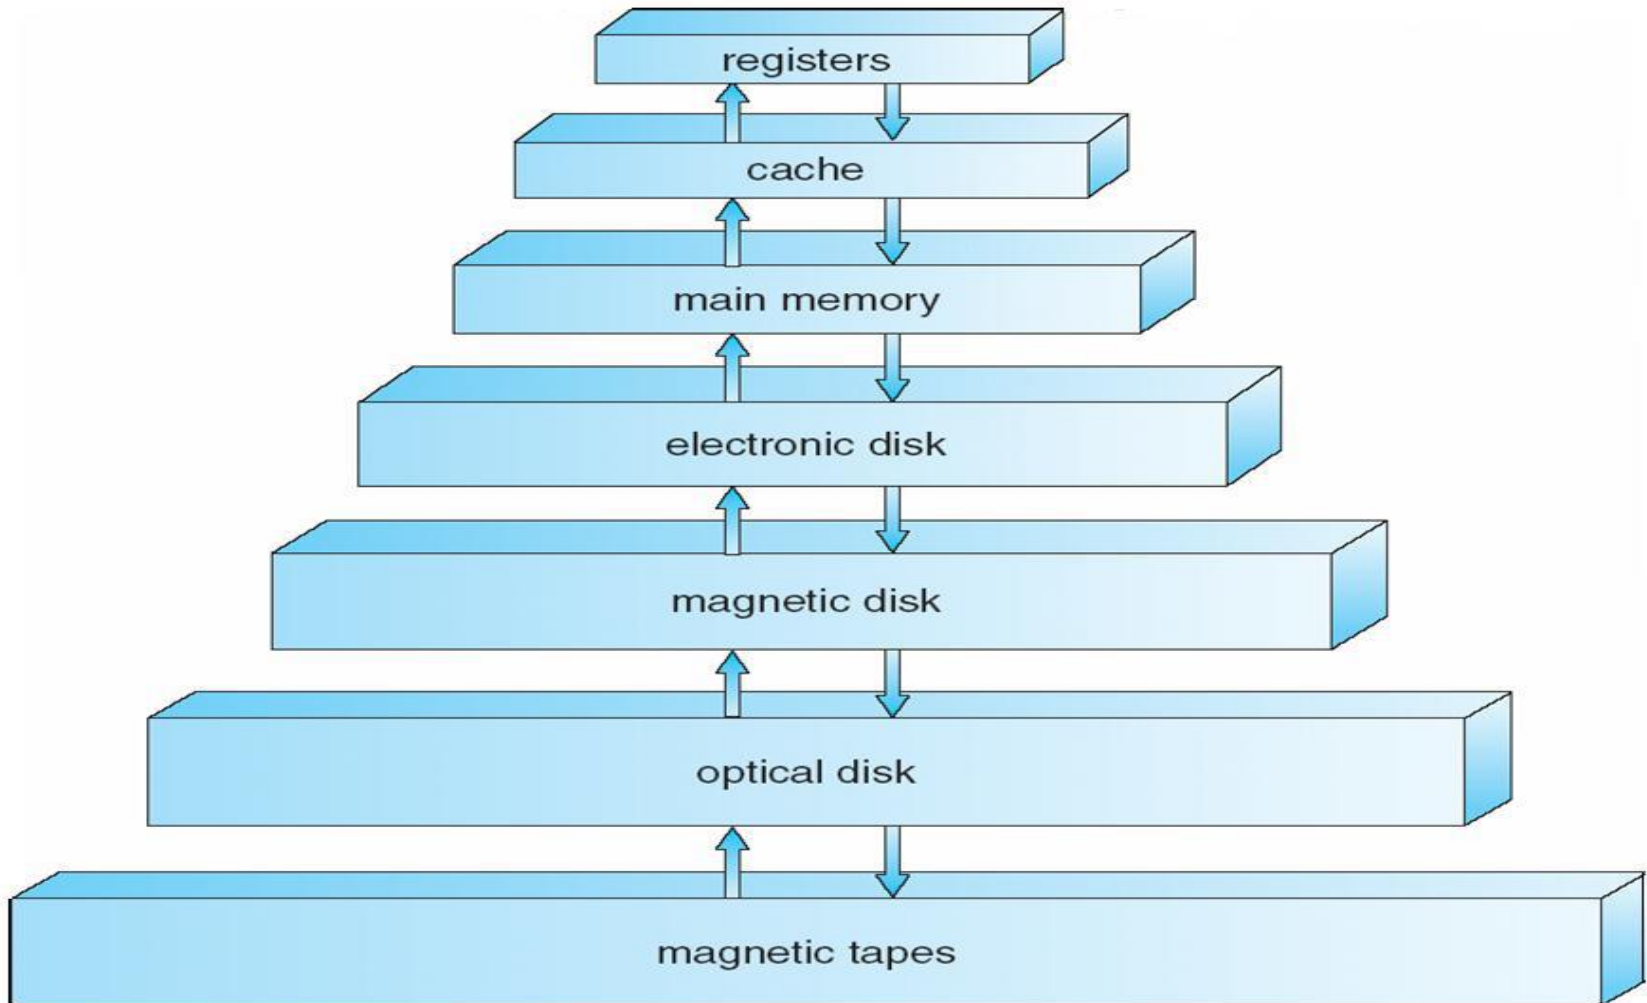 registers
cache
main memory
electronic disk
magnetic disk
optical disk
magnetic tapes